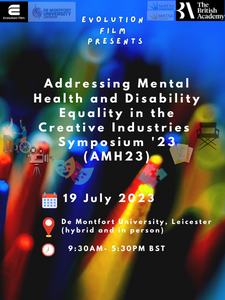 Evolution Film
DE MONTFORT
UNIVERSITY
The
British
Academy
EVOLUTION
FILM
PRESENTS
Addressing Mental
Health and Disability
Equality in the
Creative Industries
Symposium '23
(AMH23)
19 July 2023
De Montfort University, Leicester
(hybrid and in person)
9:30AM- 5:30PM BST